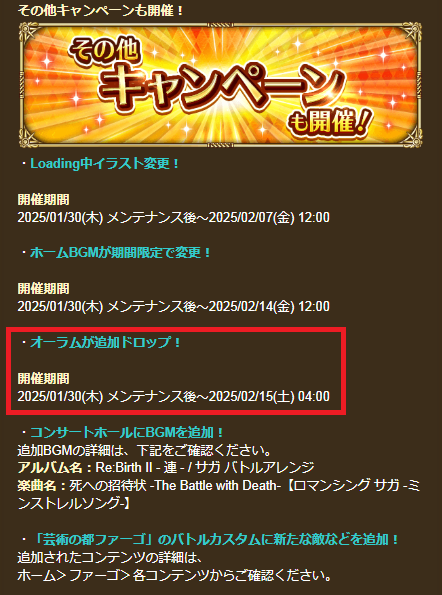 その他キャンペーンも開催！
その他
キャンペーン
も開催!
・Loading中イラスト変更！
開催期間
2025/01/30(木) メンテナンス後～2025/02/07(金) 12:00
・ホームBGMが期間限定で変更！
開催期間
2025/01/30(木) メンテナンス後～2025/02/14(金) 12:00
・オーラムが追加ドロップ！
開催期間
2025/01/30(木) メンテナンス後～2025/02/15(土) 04:00
・コンサートホールにBGMを追加！
追加BGMの詳細は、下記をご確認ください。
アルバム名：Re:Birth II - 連 - / サガ バトルアレンジ
楽曲名：死への招待状 -The Battle with Death-【ロマンシング サガ -ミ
ンストレルソング-】
・「芸術の都ファーゴ」のバトルカスタムに新たな敵などを追加！
追加されたコンテンツの詳細は、
ホーム＞ファーゴ＞各コンテンツからご確認ください。